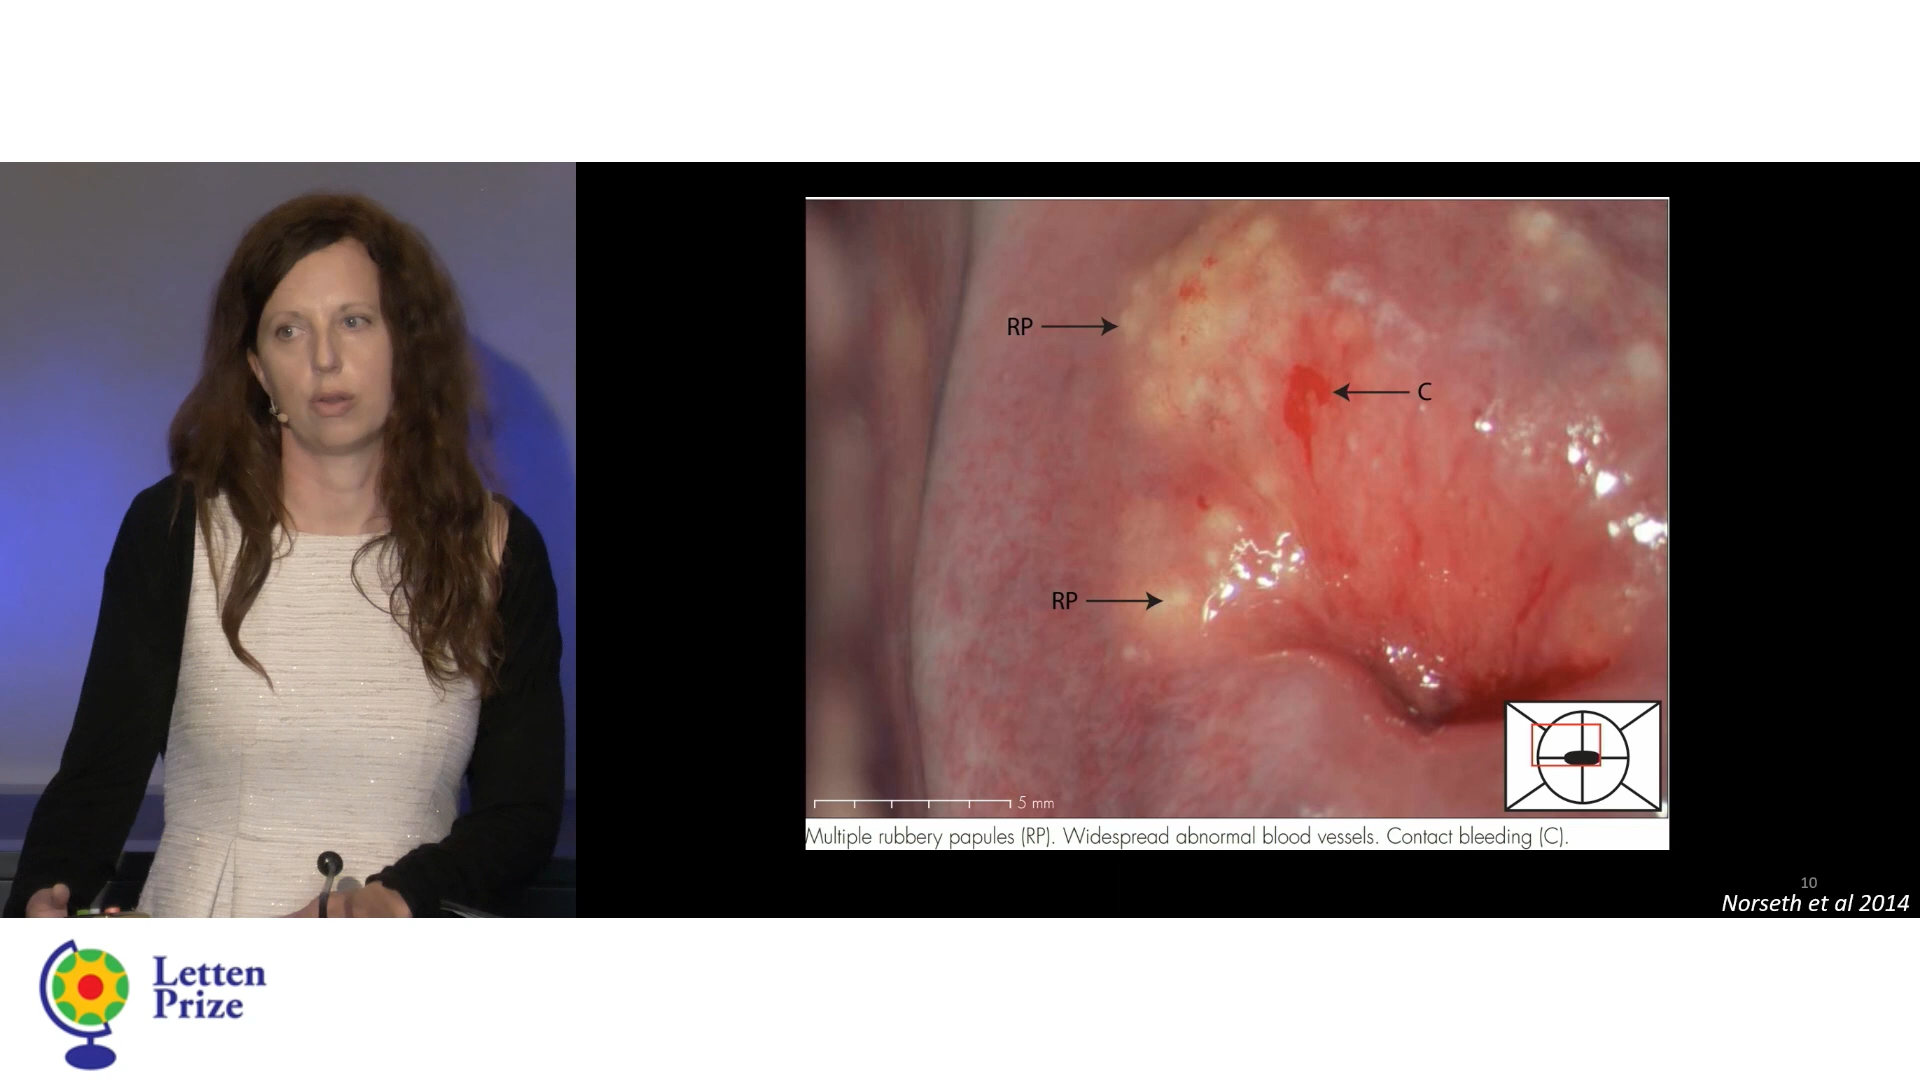 RP
C
RP
5 mm
Multiple rubbery papules (RP). Widespread abnormal blood vessels. Contact bleeding (C).
10
Norseth et al 2014
Letten
Prize